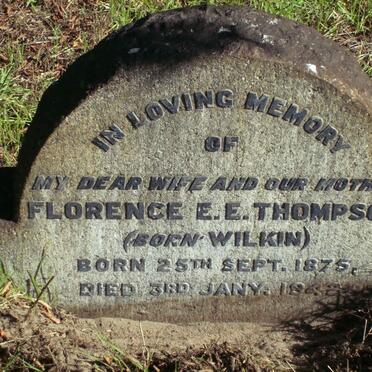 IN LOVING MEMORY
OF
MY DEAR WIFE AND OUR MOTH
FLORENCE E.E. THOMPSO
(BORN WILKIN)
BORN 25TH SEPT. 1875,
DIED 3RD JANY.